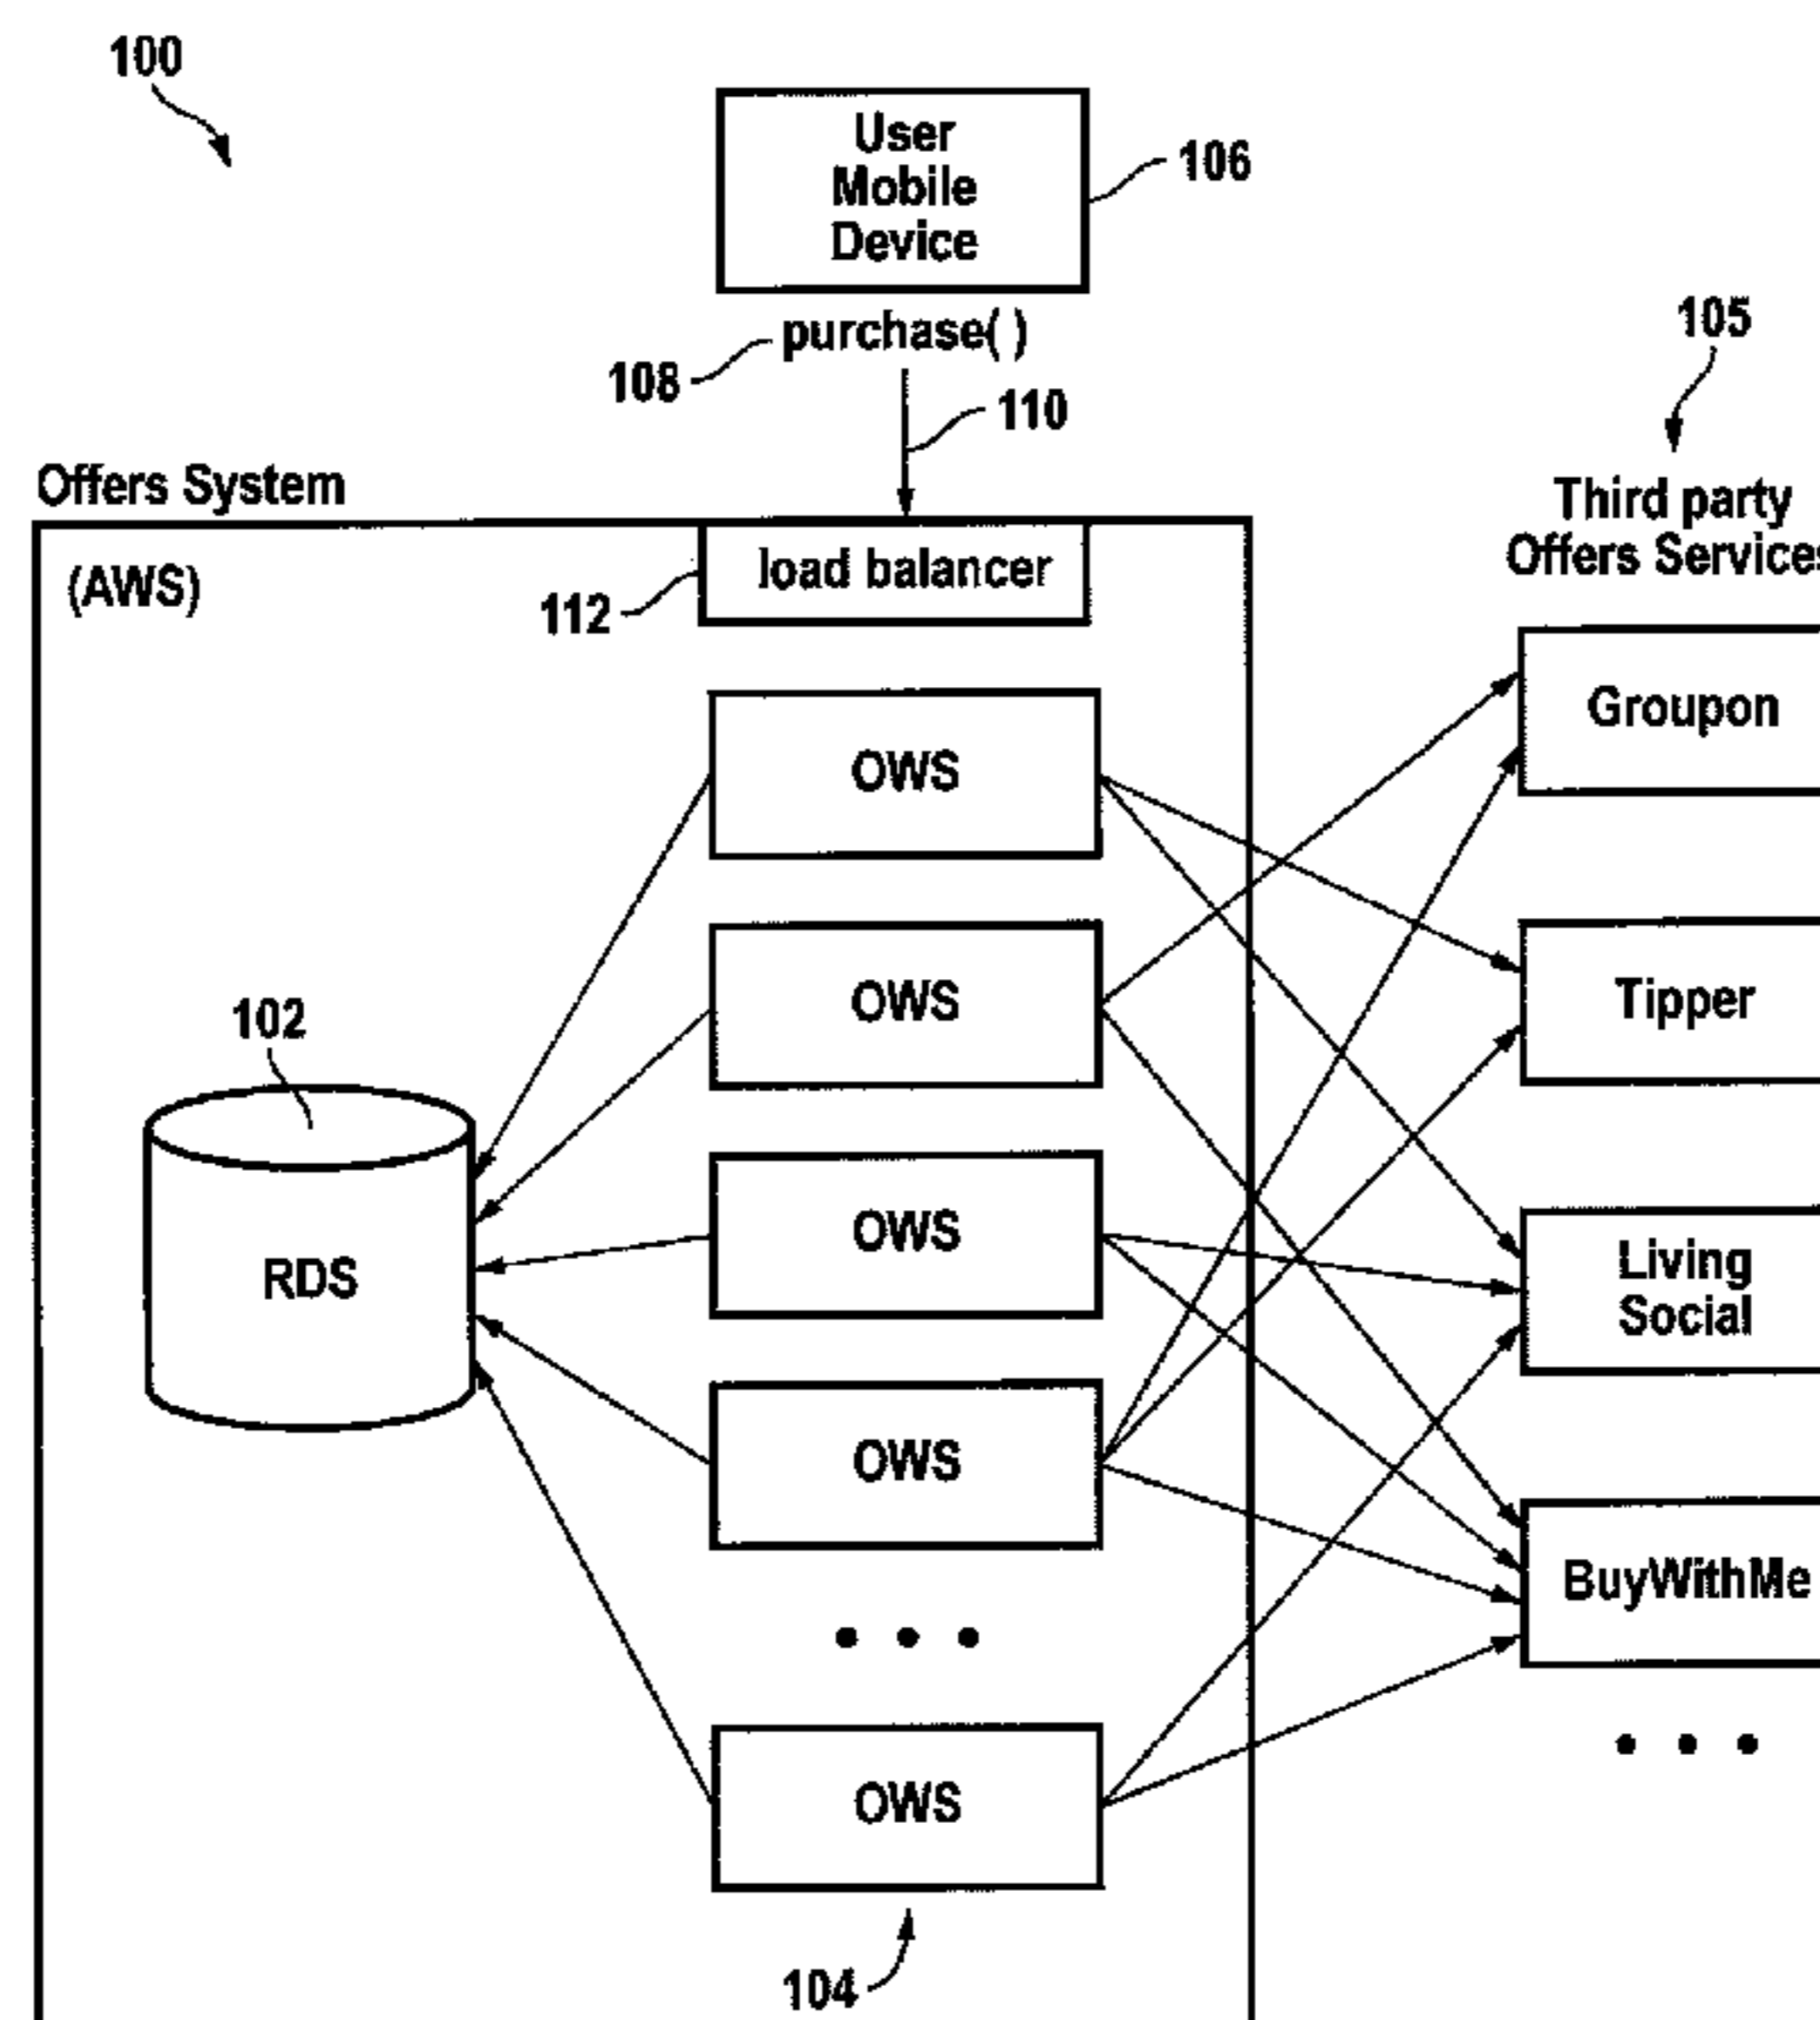 100
User
Mobile
Device
106
105
purchase( )
108
110
Offers System
Third party
Offers Services
(AWS)
load balancer
112
Groupon
OWS
Tipper
OWS
102
Living
Social
OWS
RDS
OWS
BuyWithMe
OWS
104